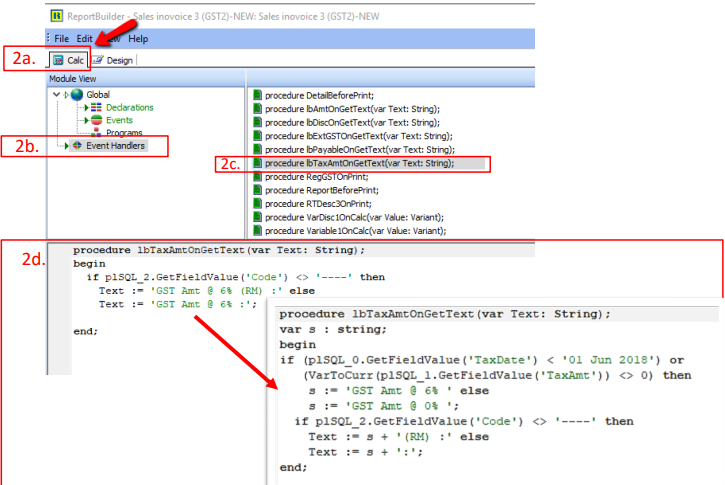 ReportBuilder - Sales inovoice 3 (GST2)-NEW: Sales inovoice 3 (GST2)-NEW
File Edit Help
2a. Calc Design
Module View
Global
Declarations
Events
Programs
2b. Event Handlers
procedure DetailBeforePrint;
procedure lbAmtOnGetText(var Text: String);
procedure lbDiscOnGetText(var Text: String);
procedure lbExtGSTOnGetText(var Text: String);
procedure lbPayableOnGetText(var Text: String);
2c. procedure lbTaxAmtOnGetText(var Text: String);
procedure RegGSTOnPrint;
procedure ReportBeforePrint;
procedure RTDesc3OnPrint;
procedure VarDisc1OnCalc(var Value: Variant);
procedure Variable1OnCalc(var Value: Variant);
2d.
procedure lbTaxAmtOnGetText(var Text: String);
begin
if plSQL_2.GetFieldValue('Code') <> '----' then
Text := 'GST Amt @ 6% (RM) :' else
Text := 'GST Amt @ 6% :';
end;
procedure lbTaxAmtOnGetText(var Text: String);
var s : string;
begin
if (plSQL_0.GetFieldValue('TaxDate') < '01 Jun 2018') or
(VarToCurr(plSQL_1.GetFieldValue('TaxAmt')) <> 0) then
s := 'GST Amt @ 6% ' else
s := 'GST Amt @ 0% ';
if plSQL_2.GetFieldValue('Code') <> '----' then
Text := s + '(RM) :' else
Text := s + ':';
end;